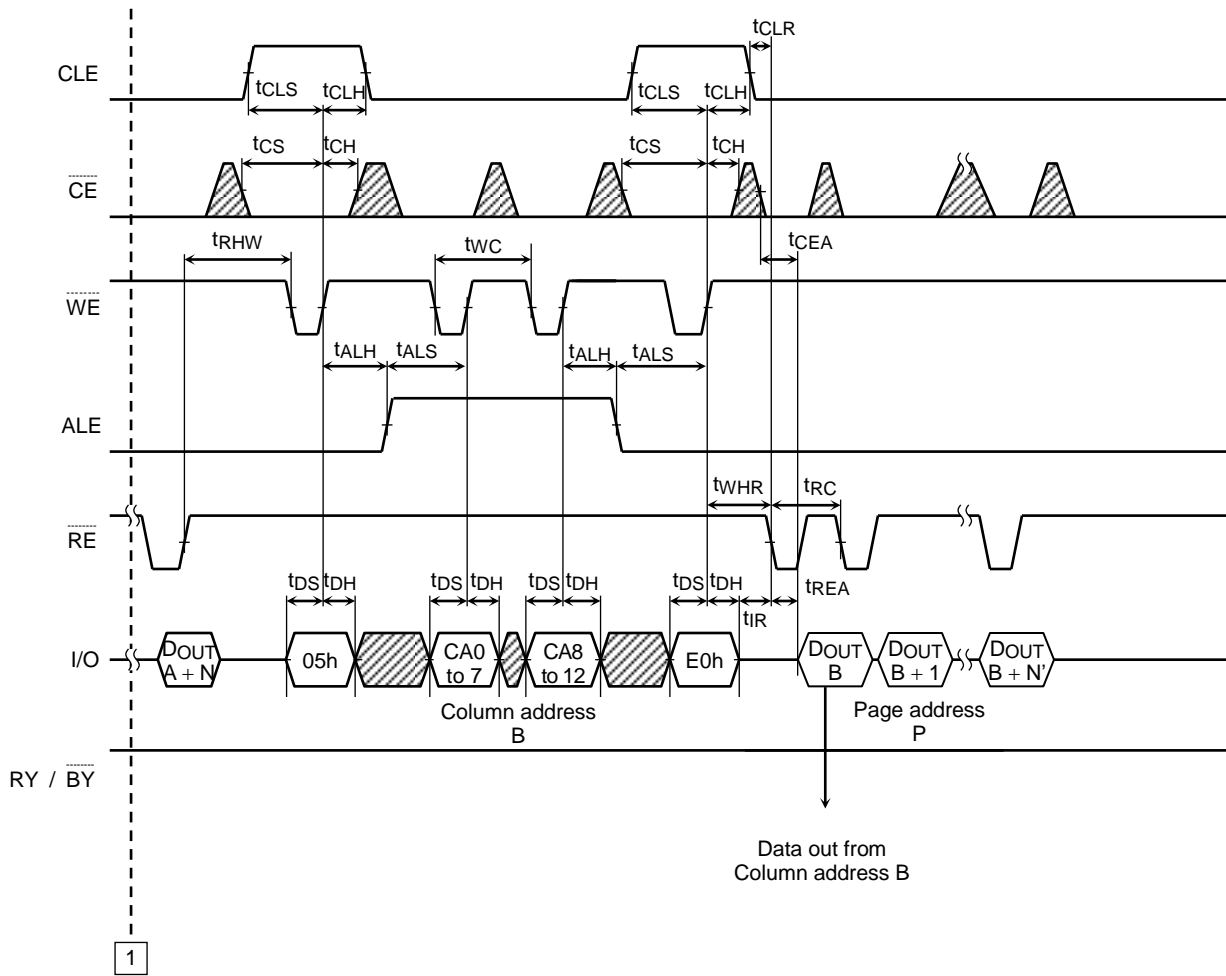 tCLR
CLE
tCLS tCLH tCLS tCLH
tCS tCH tCS tCH
CE
tRHW tWC tCEA
WE
tALH tALS tALH tALS
ALE
tWHR tRC
RE
tDS tDH tDS tDH tDS tDH tDS tDH tREA
tIR
I/O
DOUT
A + N
05h
CA0
to 7
CA8
to 12
E0h
DOUT
B
DOUT
B + 1
DOUT
B + N'
Column address
B
Page address
P
RY / BY
Data out from
Column address B
1